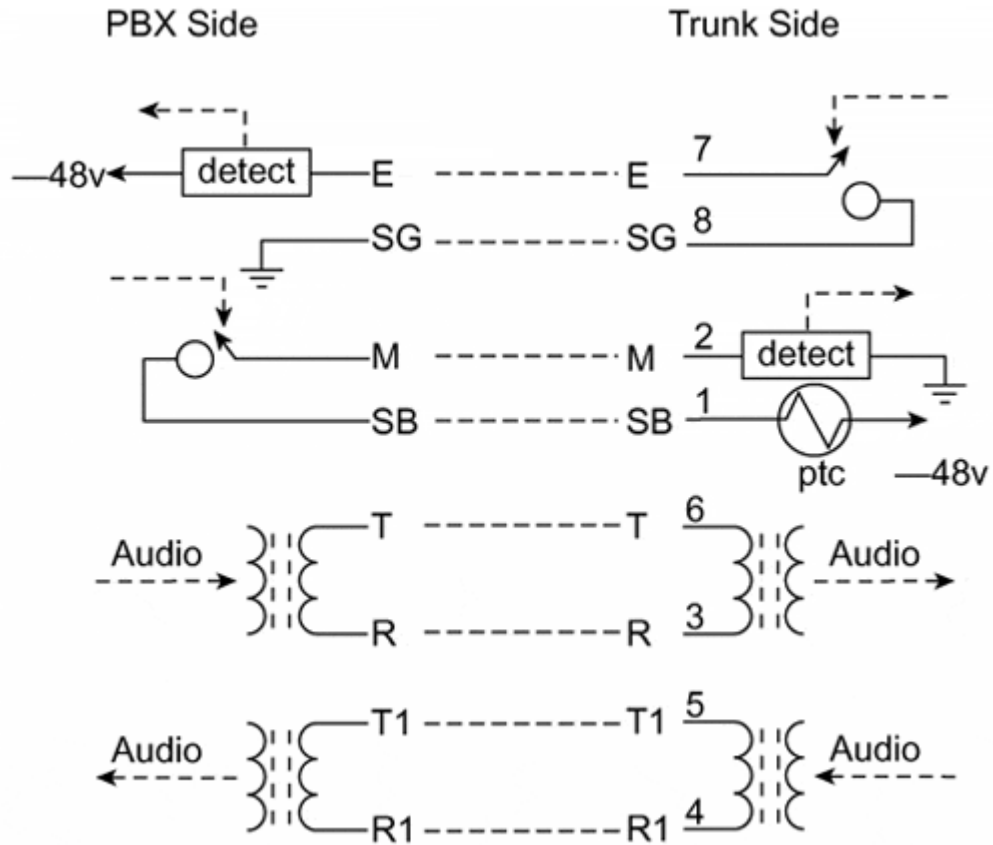 PBX Side Trunk Side
—48v detect E E 7
SG SG 8
M M 2 detect
SB SB 1
ptc —48v
T T 6
Audio Audio
R R 3
T1 T1 5
Audio Audio
R1 R1 4